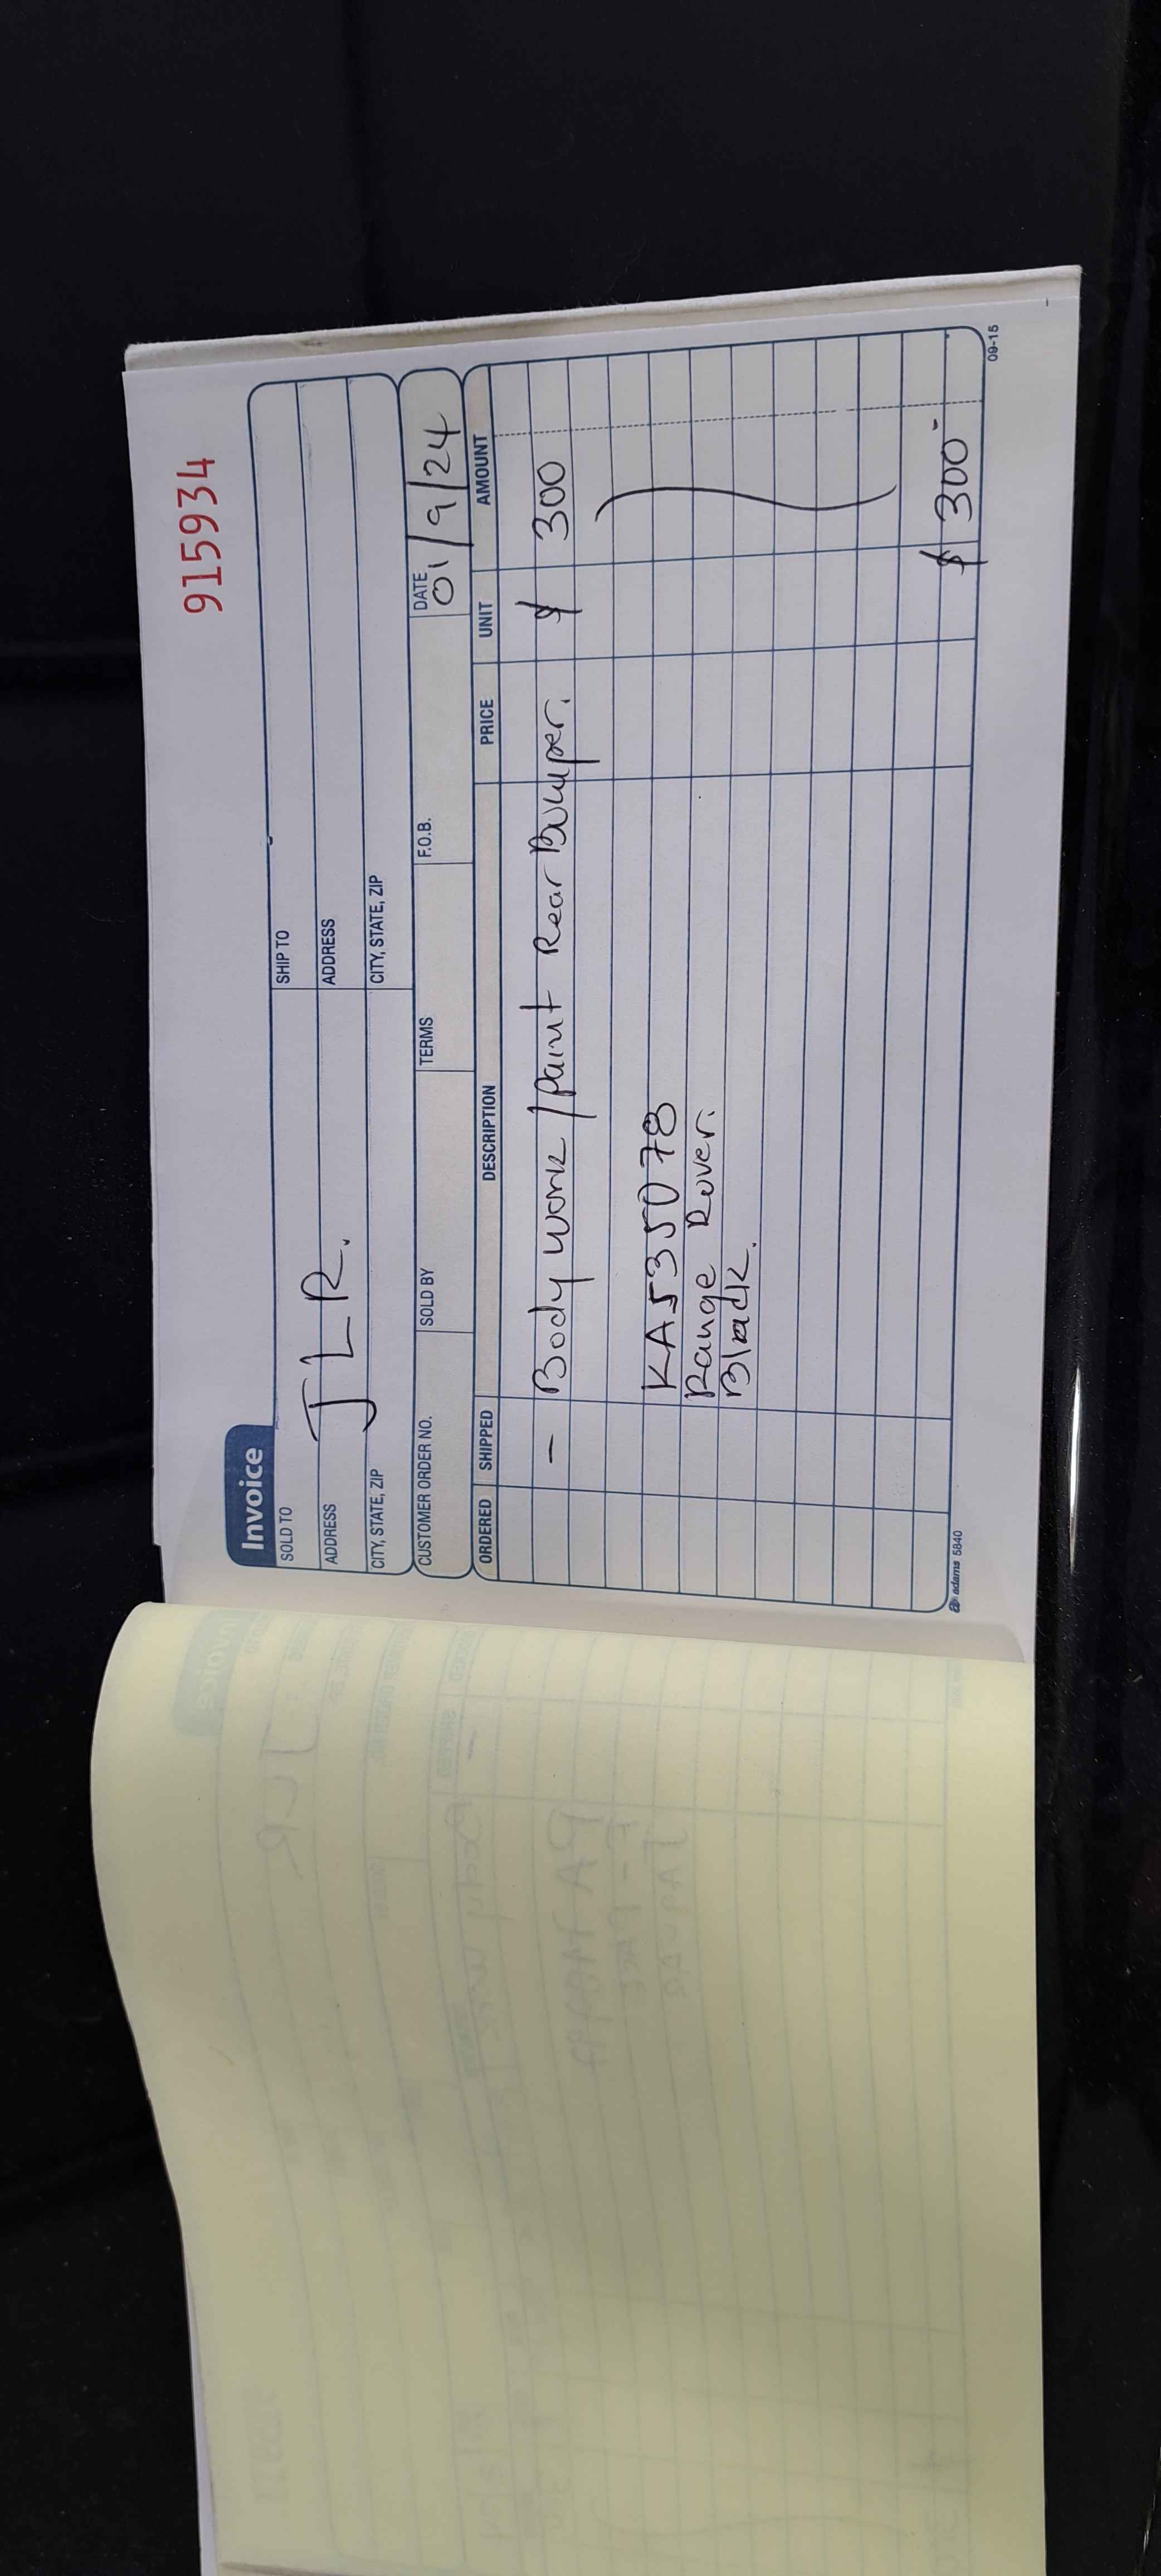 915934
Invoice
SOLD TO
SHIP TO
JLR.
ADDRESS
ADDRESS
CITY, STATE, ZIP
CITY, STATE, ZIP
CUSTOMER ORDER NO. SOLD BY TERMS F.O.B. DATE
01/9/24
ORDERED SHIPPED DESCRIPTION PRICE UNIT AMOUNT
- Body work / Paint Rear Bumper. $ 300
KA535078
Range Rover.
Black.
$ 300-
adams 5840
09-15